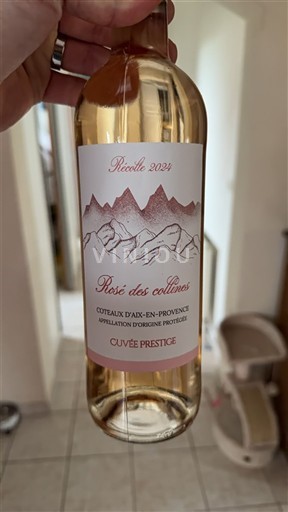 Récolte 2024
VINIOU
Rosé des collines
COTEAUX D'AIX-EN-PROVENCE
APPELLATION D'ORIGINE PROTÉGÉE
CUVÉE PRESTIGE